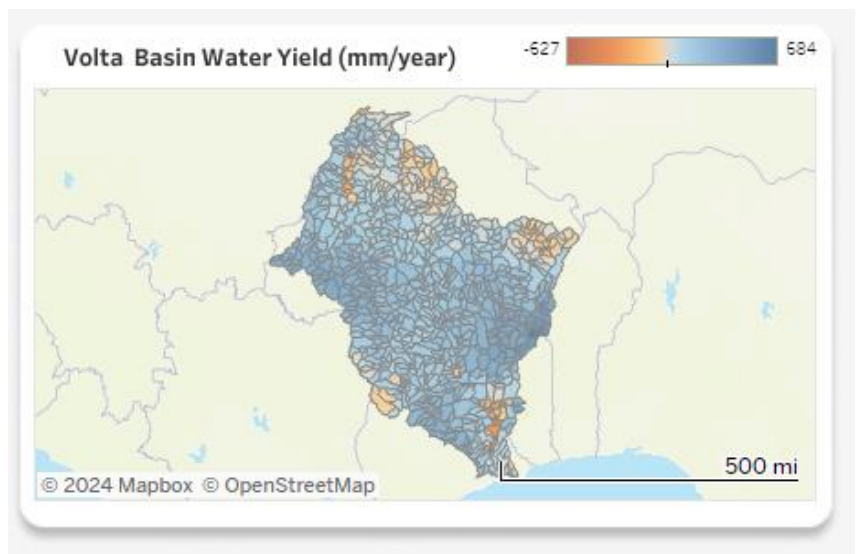 Volta Basin Water Yield (mm/year)
-627
684
500 mi
© 2024 Mapbox © OpenStreetMap